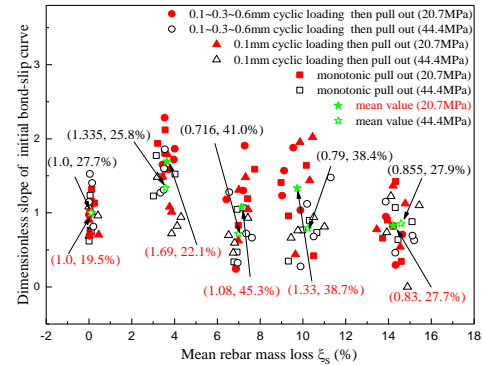 0.1~0.3~0.6mm cyclic loading then pull out (20.7MPa)
0.1~0.3~0.6mm cyclic loading then pull out (44.4MPa)
0.1mm cyclic loading then pull out (20.7MPa)
0.1mm cyclic loading then pull out (44.4MPa)
monotonic pull out (20.7MPa)
monotonic pull out (44.4MPa)
mean value (20.7MPa)
mean value (44.4MPa)
Dimensionless slope of initial bond-slip curve
3
2
1
0
(1.335, 25.8%)
(0.716, 41.0%)
(0.79, 38.4%)
(0.855, 27.9%)
(1.0, 27.7%)
(1.0, 19.5%)
(1.69, 22.1%)
(1.08, 45.3%)
(1.33, 38.7%)
(0.83, 27.7%)
-2 0 2 4 6 8 10 12 14 16 18
Mean rebar mass loss ξs (%)